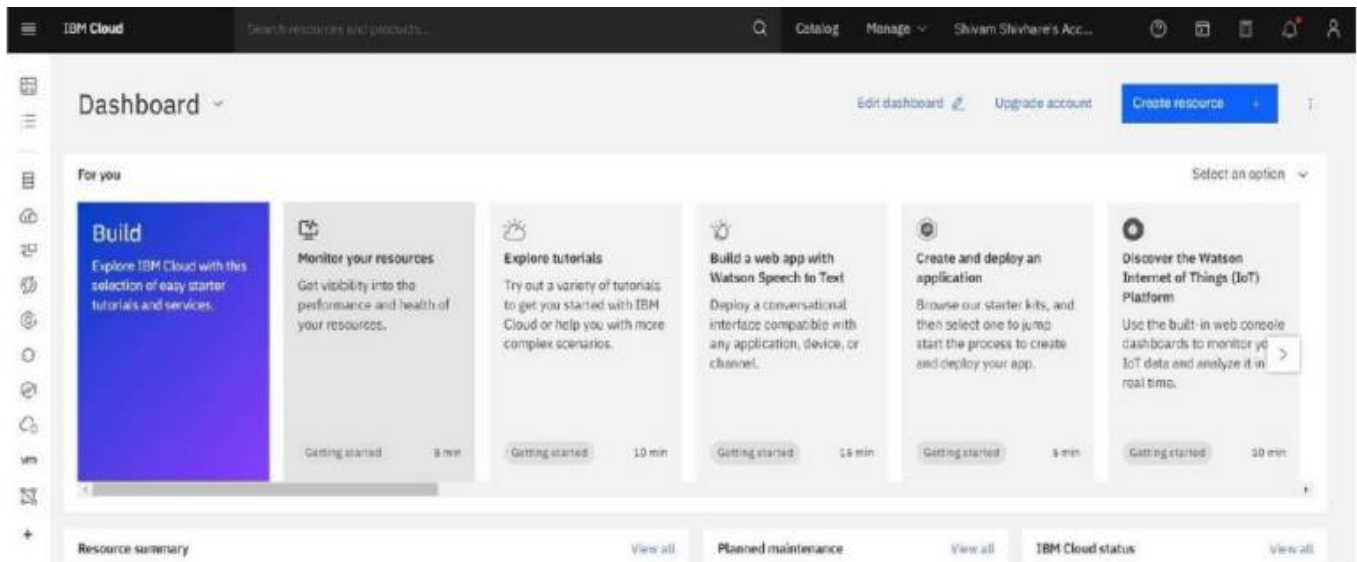 IBM Cloud
Search resources and products...
Catalog
Manage
Shivam Shivhare's Acc...
Dashboard
Edit dashboard
Upgrade account
Create resource +
For you
Select an option
Build
Explore IBM Cloud with this
selection of easy starter
tutorials and services.
Monitor your resources
Get visibility into the
performance and health of
your resources.
Getting started
Explore tutorials
Try out a variety of tutorials
to get you started with IBM
Cloud or help you with more
complex scenarios.
Getting started 10 min
Build a web app with
Watson Speech to Text
Deploy a conversational
interface compatible with
any application, device, or
channel.
Getting started
Create and deploy an
application
Browse our starter kits, and
then select one to jump
start the process to create
and deploy your app.
Getting started
Discover the Watson
Internet of Things (IoT)
Platform
Use the built-in web console
dashboards to monitor yo
IoT data and analyze it in
real time.
Getting started 10 min
vm
Resource summary View all
Planned maintenance View all
IBM Cloud status View all